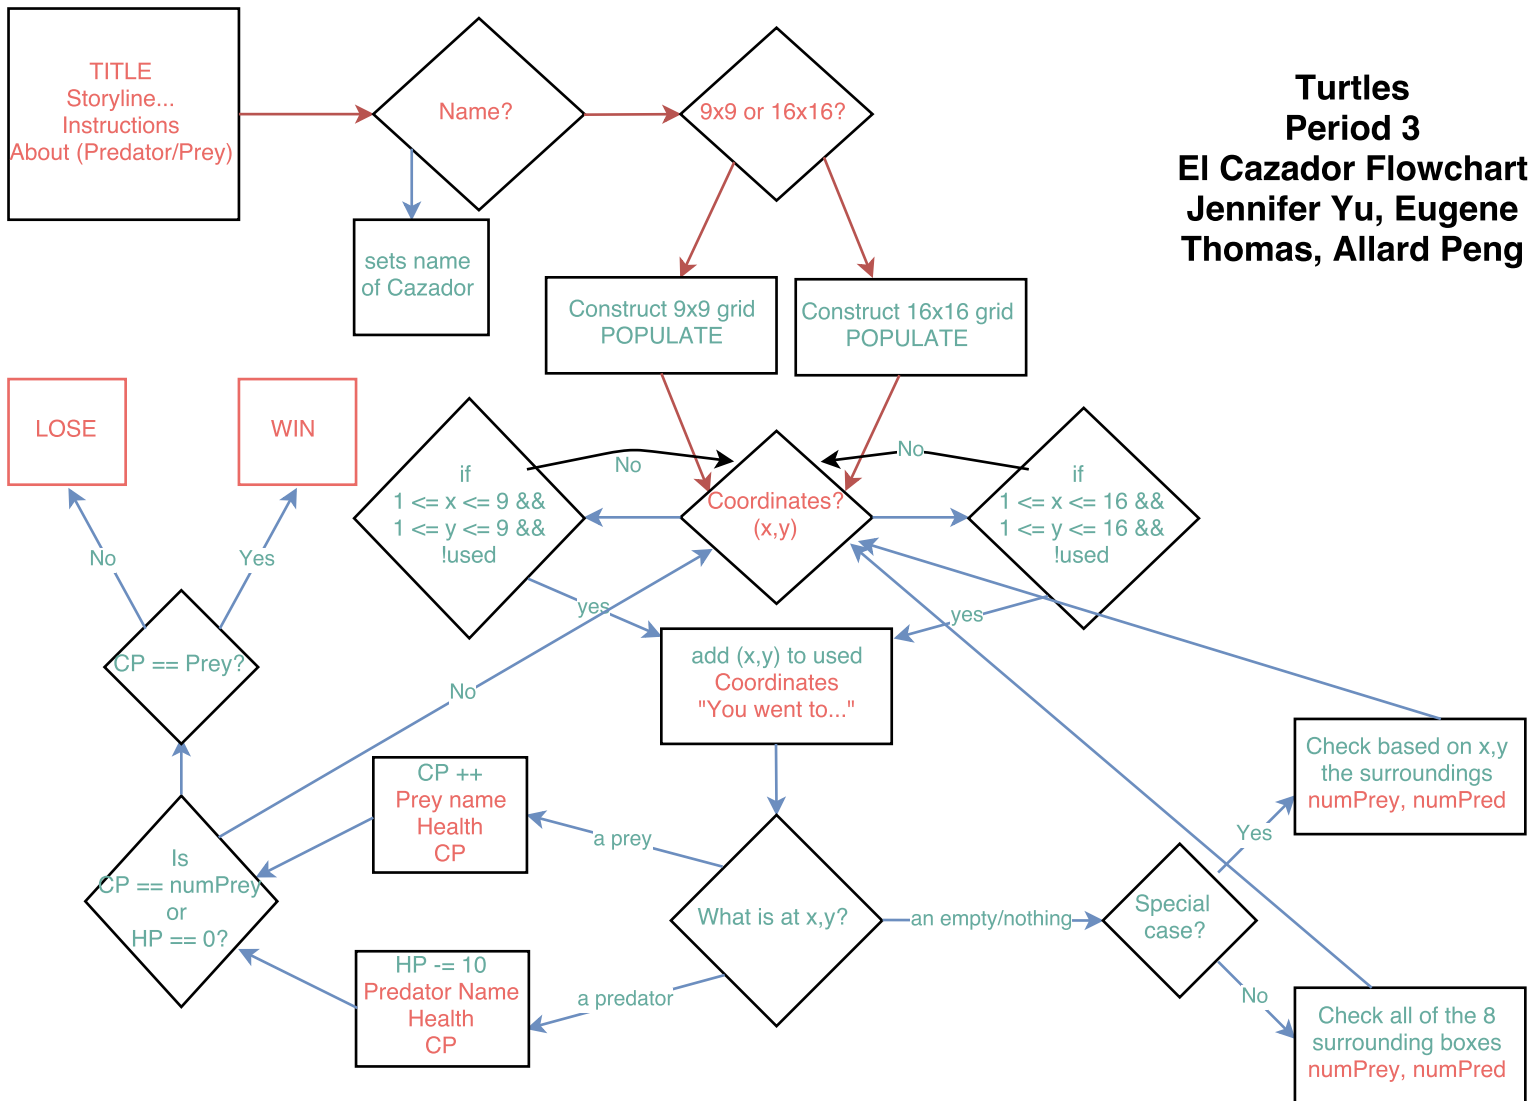 TITLE
Storyline...
Instructions
About (Predator/Prey)
Name?
9x9 or 16x16?
Turtles
Period 3
El Cazador Flowchart
Jennifer Yu, Eugene
Thomas, Allard Peng
sets name
of Cazador
Construct 9x9 grid
POPULATE
Construct 16x16 grid
POPULATE
LOSE
WIN
if
1 <= x <= 9 &&
1 <= y <= 9 &&
!used
No
Coordinates?
(x,y)
No
if
1 <= x <= 16 &&
1 <= y <= 16 &&
!used
No
Yes
yes
yes
CP == Prey?
No
add (x,y) to used
Coordinates
"You went to..."
Check based on x,y
the surroundings
numPrey, numPred
CP ++
Prey name
Health
CP
a prey
Yes
Is
CP == numPrey
or
HP == 0?
What is at x,y?
an empty/nothing
Special
case?
HP -= 10
Predator Name
Health
CP
a predator
No
Check all of the 8
surrounding boxes
numPrey, numPred